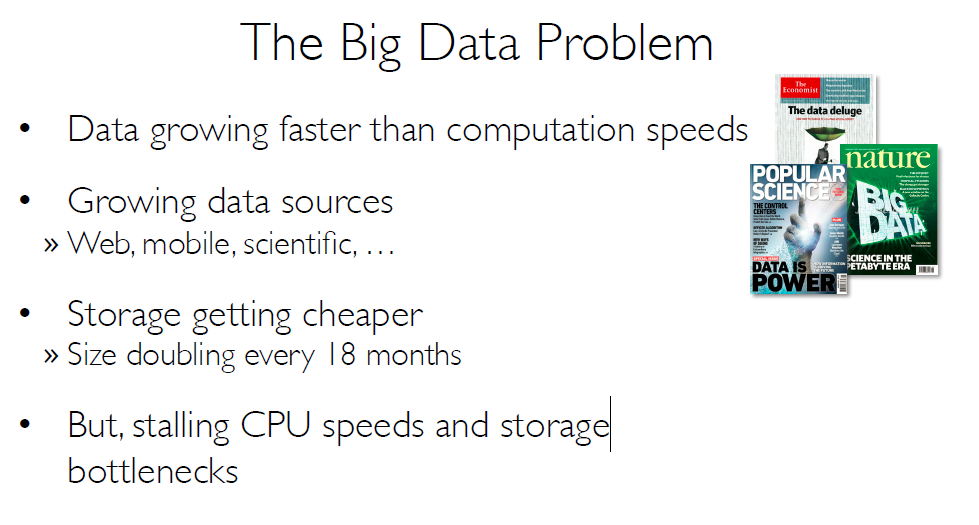 The Big Data Problem
• Data growing faster than computation speeds
• Growing data sources
» Web, mobile, scientific, …
• Storage getting cheaper
» Size doubling every 18 months
• But, stalling CPU speeds and storage
bottlenecks
The
Economist
The data deluge
nature
BIG
DATA
SCIENCE IN THE
PETABYTE ERA
POPULAR
SCIENCE
THE CONTROL
CENTERS
SPECIAL ISSUE
DATA IS
POWER